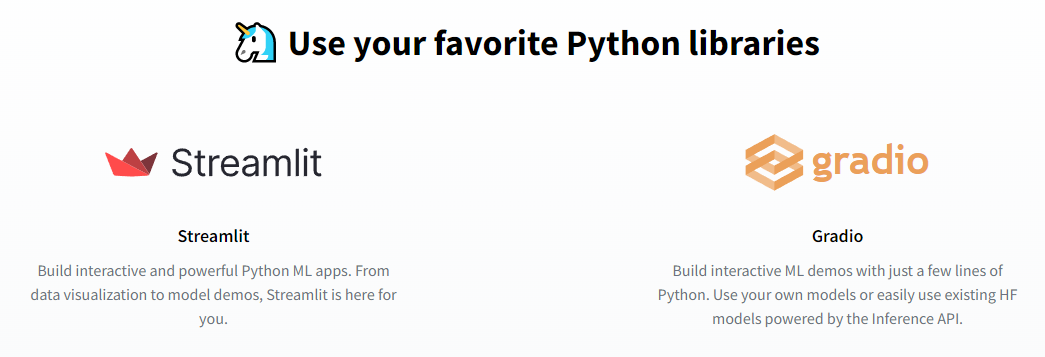 Use your favorite Python libraries
Streamlit
gradio
Streamlit
Gradio
Build interactive and powerful Python ML apps. From
data visualization to model demos, Streamlit is here for
you.
Build interactive ML demos with just a few lines of
Python. Use your own models or easily use existing HF
models powered by the Inference API.